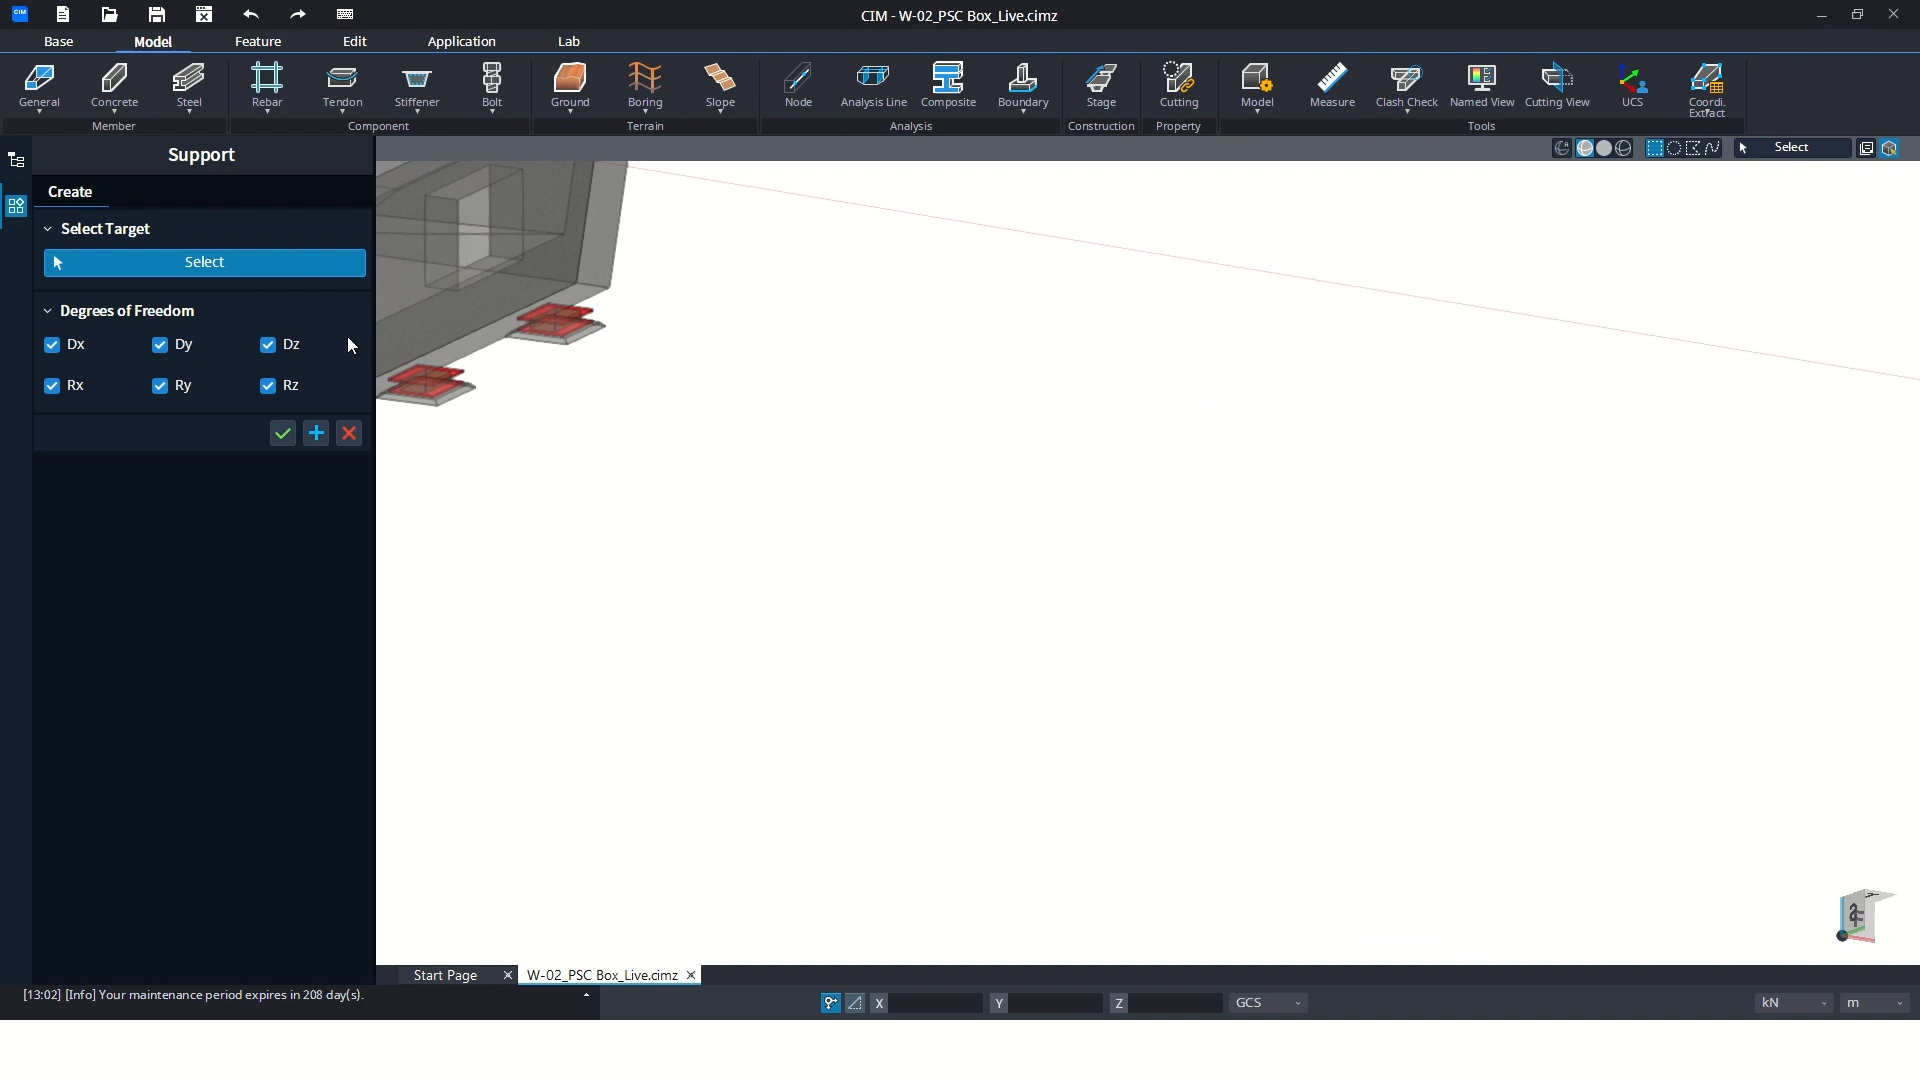 CIM
CIM - W-02_PSC Box_Live.cimz
Base Model Feature Edit Application Lab
General Concrete Steel Rebar Tendon Stiffener Bolt Ground Boring Slope Node Analysis Line Composite Boundary Stage Cutting Model Measure Clash Check Named View Cutting View UCS Coordi. Extract
Member Component Terrain Analysis Construction Property Tools
Support
Select
Create
Select Target
Select
Degrees of Freedom
Dx Dy Dz
Rx Ry Rz
Start Page W-02_PSC Box_Live.cimz
[13:02] [Info] Your maintenance period expires in 208 day(s).
X Y Z GCS kN m